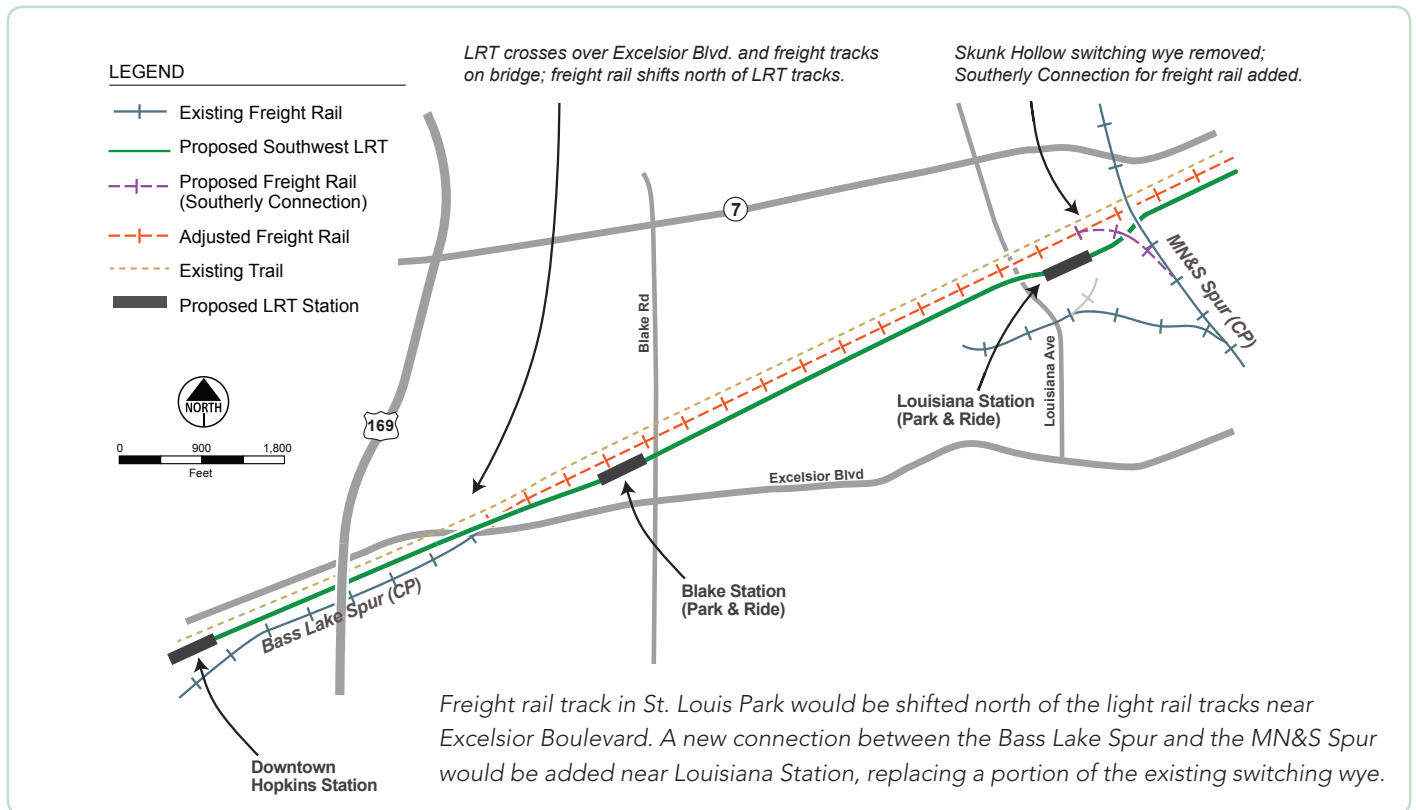 LRT crosses over Excelsior Blvd. and freight tracks
on bridge; freight rail shifts north of LRT tracks.
Skunk Hollow switching wye removed;
Southerly Connection for freight rail added.
LEGEND
Existing Freight Rail
Proposed Southwest LRT
Proposed Freight Rail
(Southerly Connection)
Adjusted Freight Rail
Existing Trail
Proposed LRT Station
NORTH
0 900 1,800
Feet
169
7
Blake Rd
MN&S Spur (CP)
Louisiana Ave
Louisiana Station
(Park & Ride)
Excelsior Blvd
Blake Station
(Park & Ride)
Bass Lake Spur (CP)
Downtown
Hopkins Station
Freight rail track in St. Louis Park would be shifted north of the light rail tracks near
Excelsior Boulevard. A new connection between the Bass Lake Spur and the MN&S Spur
would be added near Louisiana Station, replacing a portion of the existing switching wye.